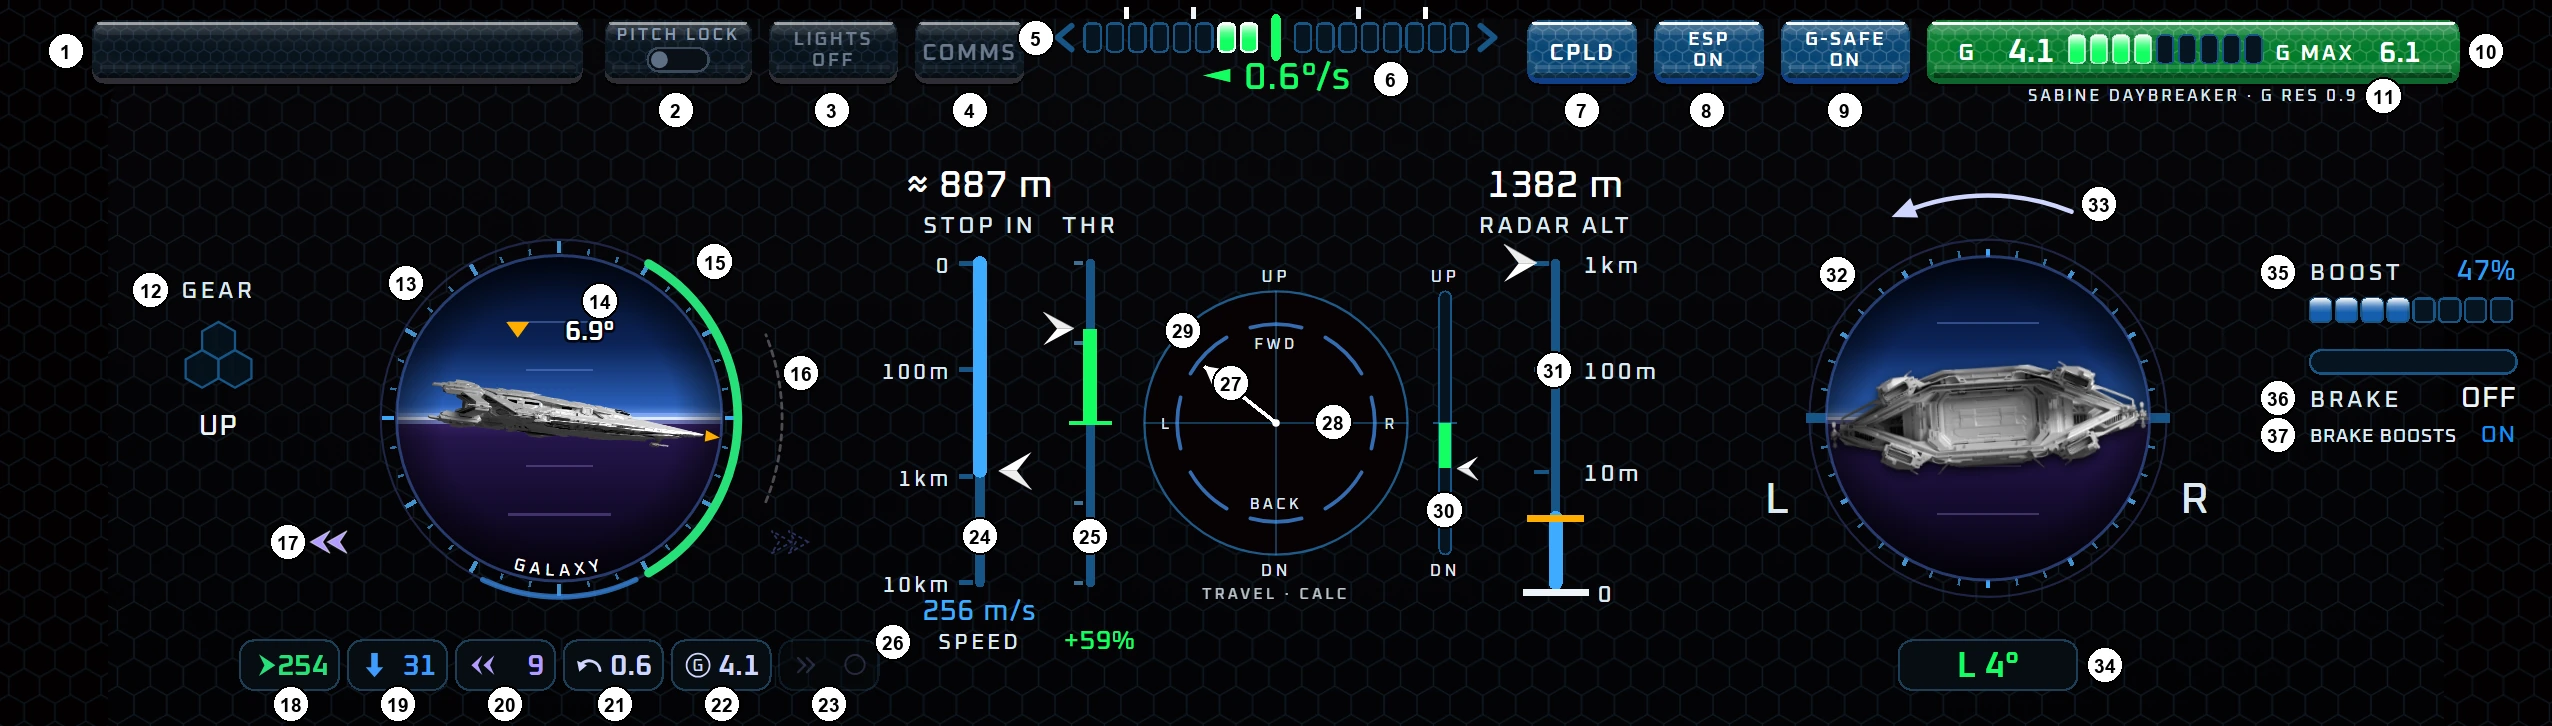 1
PITCH LOCK
2
LIGHTS
OFF
3
COMMS
4
5
0.6°/s
6
CPLD
7
ESP
ON
8
G-SAFE
ON
9
G 4.1 G MAX 6.1
10
SABINE DAYBREAKER · G RES 0.9
11
12 GEAR
UP
13
14
6.9°
15
16
GALAXY
17
254
18
31
19
9
20
0.6
21
G 4.1
22
23
≈ 887 m
STOP IN
THR
0
100m
1km
10km
24
25
256 m/s
26 SPEED
+59%
UP
29
FWD
27
L
28
R
BACK
DN
TRAVEL · CALC
UP
30
DN
1382 m
RADAR ALT
1km
31
100m
10m
0
32
33
L
R
L 4°
34
35 BOOST 47%
36 BRAKE OFF
37 BRAKE BOOSTS ON